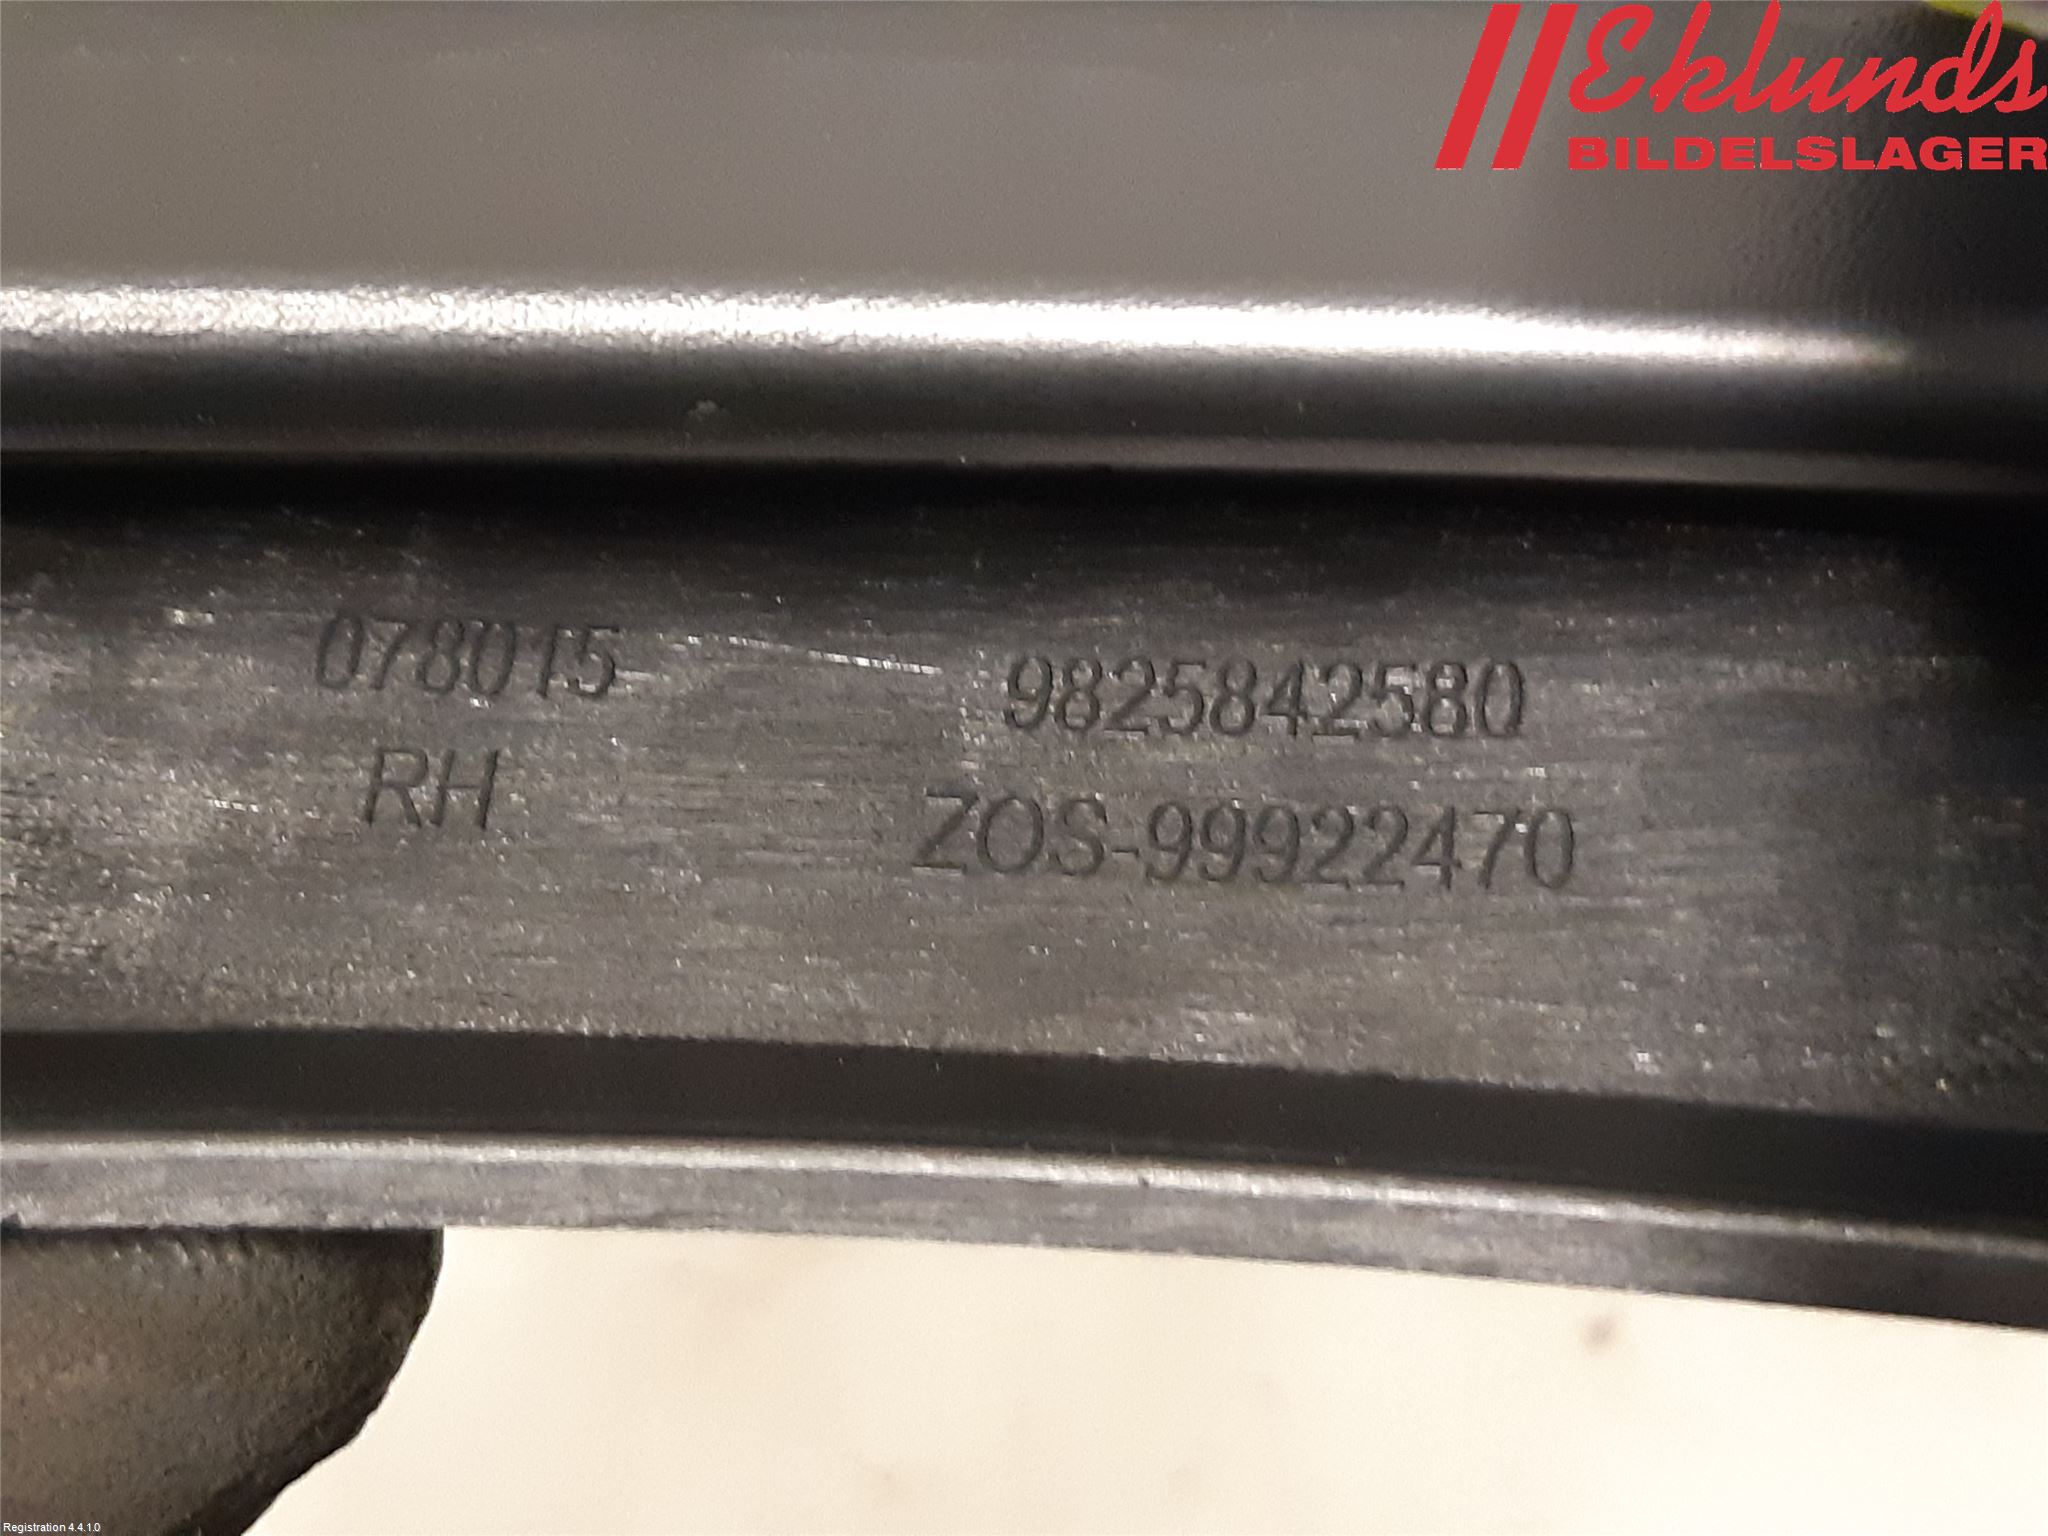 Eklunds
BILDELSLAGER
078015
9825842580
RH
ZOS-99922470
Registration 4.4.1.0